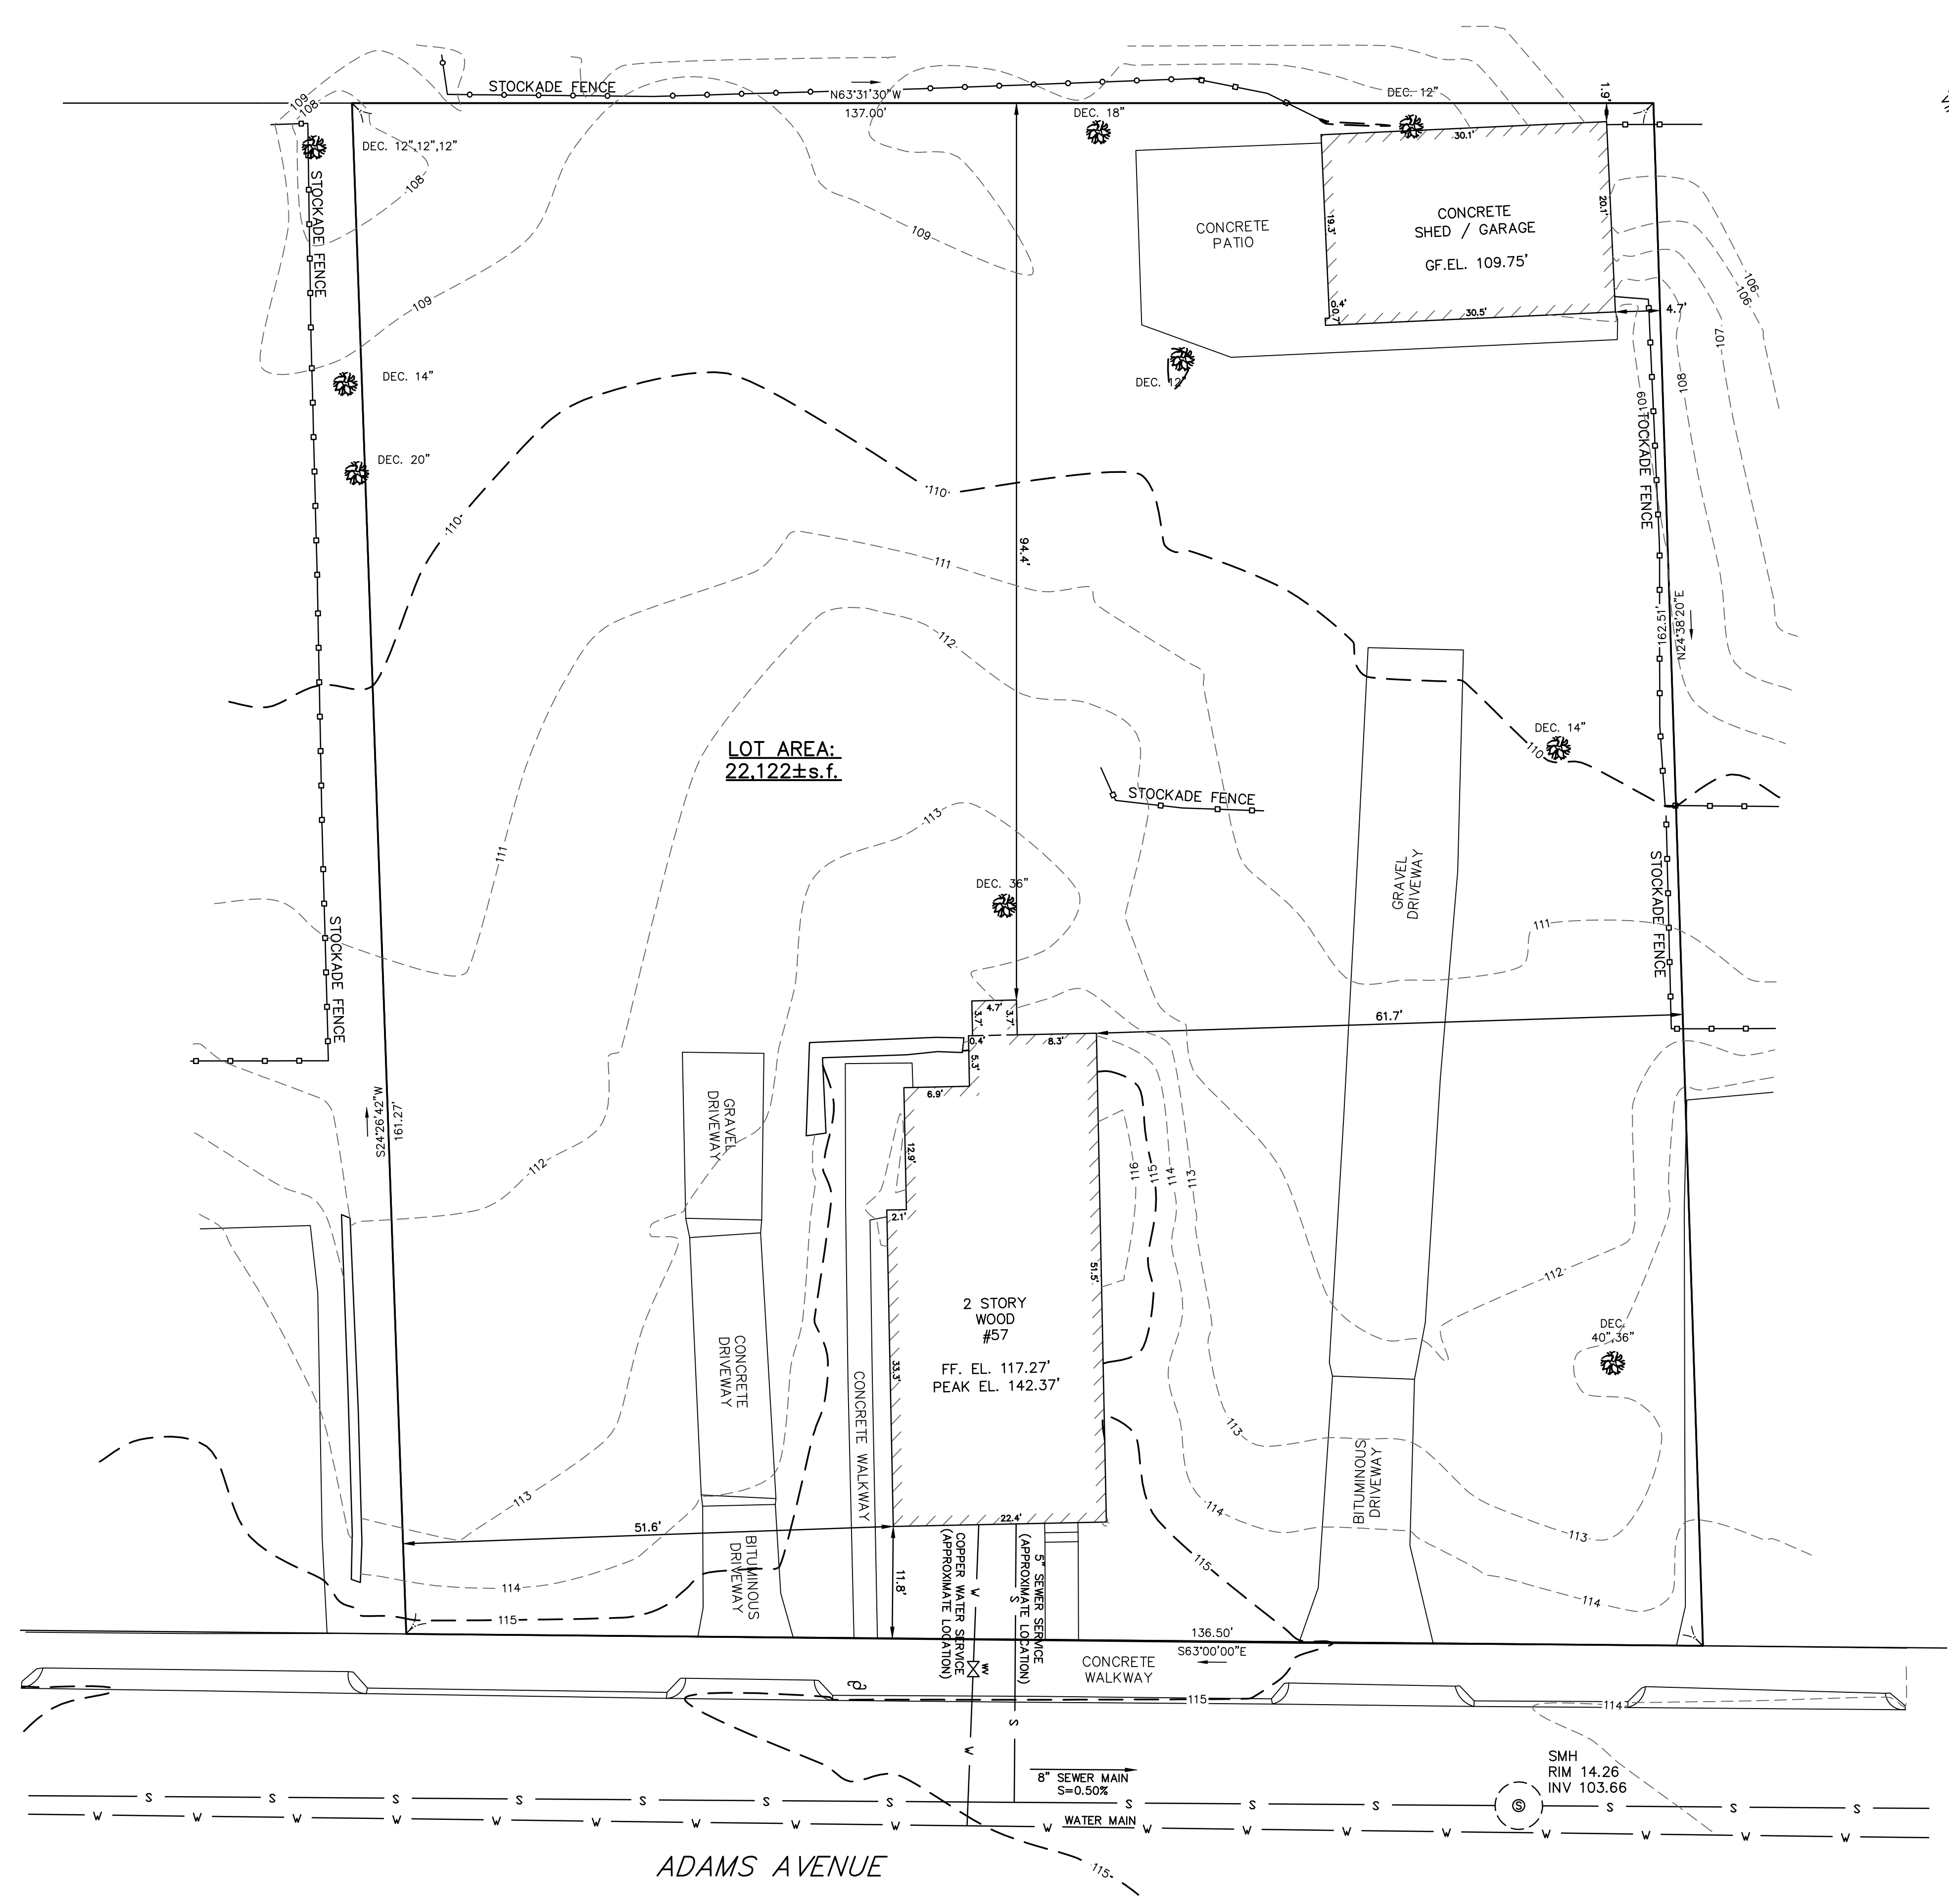 STOCKADE FENCE
N63°31'30"W
137.00'
109
108
DEC. 12",12",12"
108
STOCKADE FENCE
109
109
DEC. 18"
DEC. 12"
1.9'
30.1'
CONCRETE
PATIO
19.3'
CONCRETE
SHED / GARAGE
GF.EL. 109.75'
20.1'
0.4'
0.7'
30.5'
4.7'
106
106
107
108
109
STOCKADE FENCE
DEC. 12"
DEC. 14"
DEC. 20"
110
110
94.4'
111
112
162.51'
N24°38'20"E
DEC. 14"
110
LOT AREA:
22,122±s.f.
STOCKADE FENCE
113
111
DEC. 36"
GRAVEL
DRIVEWAY
STOCKADE FENCE
111
STOCKADE FENCE
4.7'
3.7'
3.7'
61.7'
0.4'
8.3'
5.3'
6.9'
S24°26'42"W
161.27'
GRAVEL
DRIVEWAY
112
12.9'
2.1'
116
115
114
113
51.5'
112
2 STORY
WOOD
#57
FF. EL. 117.27'
PEAK EL. 142.37'
33.3'
CONCRETE
DRIVEWAY
CONCRETE WALKWAY
DEC.
40",36"
113
BITUMINOUS
DRIVEWAY
113
114
113
22.4'
51.6'
11.8'
BITUMINOUS
DRIVEWAY
COPPER WATER SERVICE
(APPROXIMATE LOCATION)
5" SEWER SERVICE
(APPROXIMATE LOCATION)
W
S
115
114
114
115
136.50'
S63°00'00"E
CONCRETE
WALKWAY
WV
115
114
S
W
SMH
RIM 14.26
INV 103.66
8" SEWER MAIN
S=0.50%
S S S S S S S S S S S S S S
S
WATER MAIN
W W W W W W W W W W W W W W W W W W
ADAMS AVENUE
115